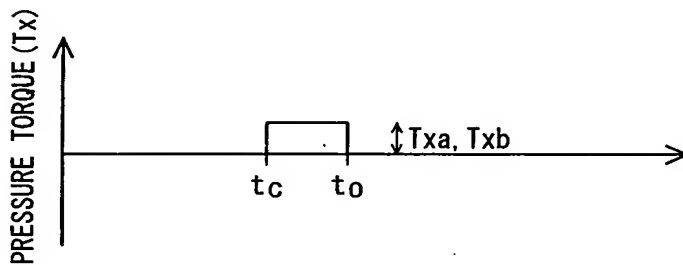 PRESSURE TORQUE (Tx)
Txa, Txb
tc
to